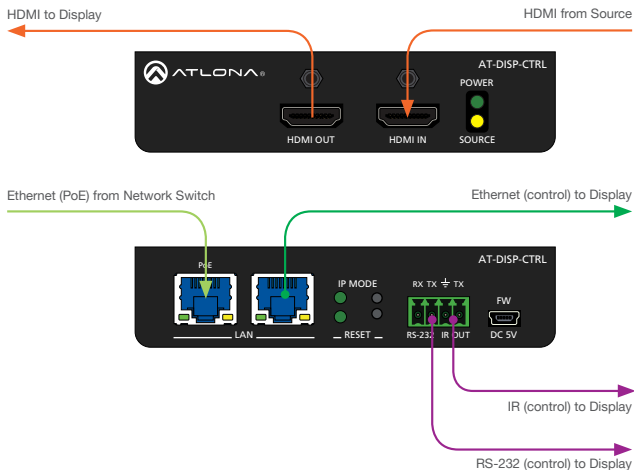 HDMI to Display
HDMI from Source
ATLONA®
AT-DISP-CTRL
POWER
HDMI OUT
HDMI IN
SOURCE
Ethernet (PoE) from Network Switch
Ethernet (control) to Display
AT-DISP-CTRL
PoE
IP MODE
RX TX TX
FW
LAN
RESET
RS-232 IR OUT
DC 5V
IR (control) to Display
RS-232 (control) to Display